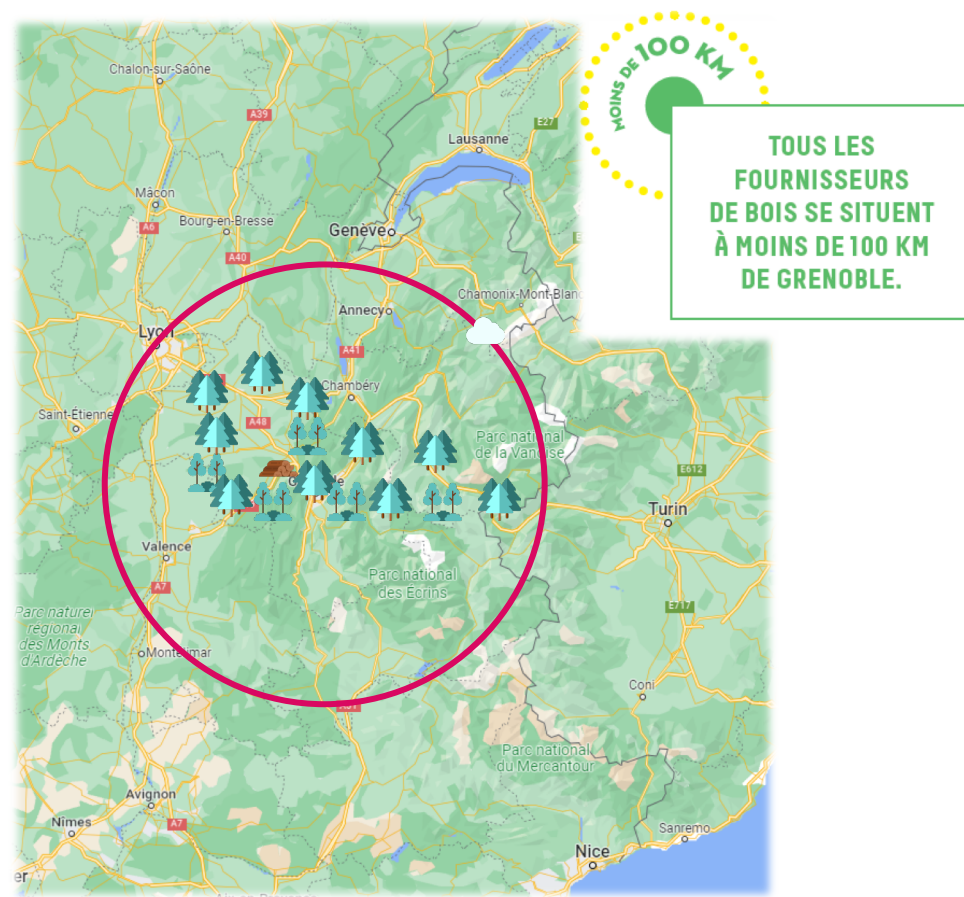 MOINS DE 100 KM
TOUS LES
FOURNISSEURS
DE BOIS SE SITUENT
À MOINS DE 100 KM
DE GRENOBLE.
Chalon-sur-Saône
A39
E27
Lausanne
Mâcon
A6
Bourg-en-Bresse
Genève
A40
Chamonix-Mont-Blanc
Annecy
Lyon
A41
Chambéry
Saint-Étienne
A48
Parc national
de la Vanoise
E612
Turin
Valence
Parc national
des Écrins
A7
E717
Parc naturel
régional
des Monts
d'Ardèche
Montélimar
Coni
Parc national
du Mercantour
Avignon
Nîmes
A7
Sanremo
Nice